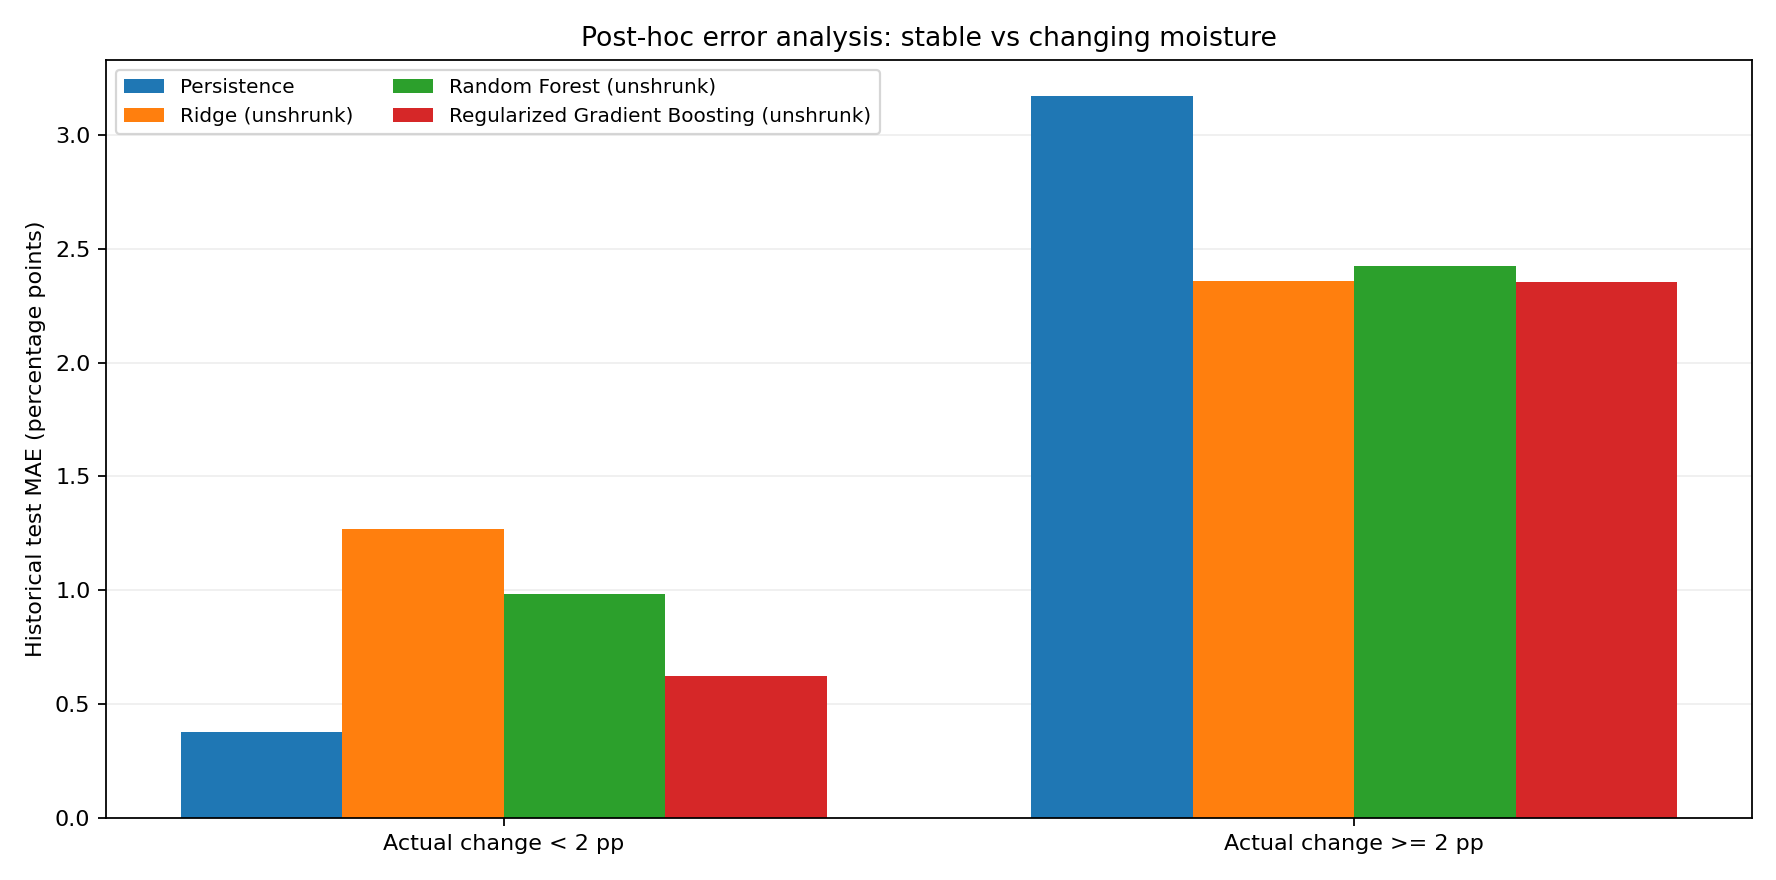 Post-hoc error analysis: stable vs changing moisture
Persistence
Ridge (unshrunk)
Random Forest (unshrunk)
Regularized Gradient Boosting (unshrunk)
Historical test MAE (percentage points)
3.0
2.5
2.0
1.5
1.0
0.5
0.0
Actual change < 2 pp
Actual change >= 2 pp